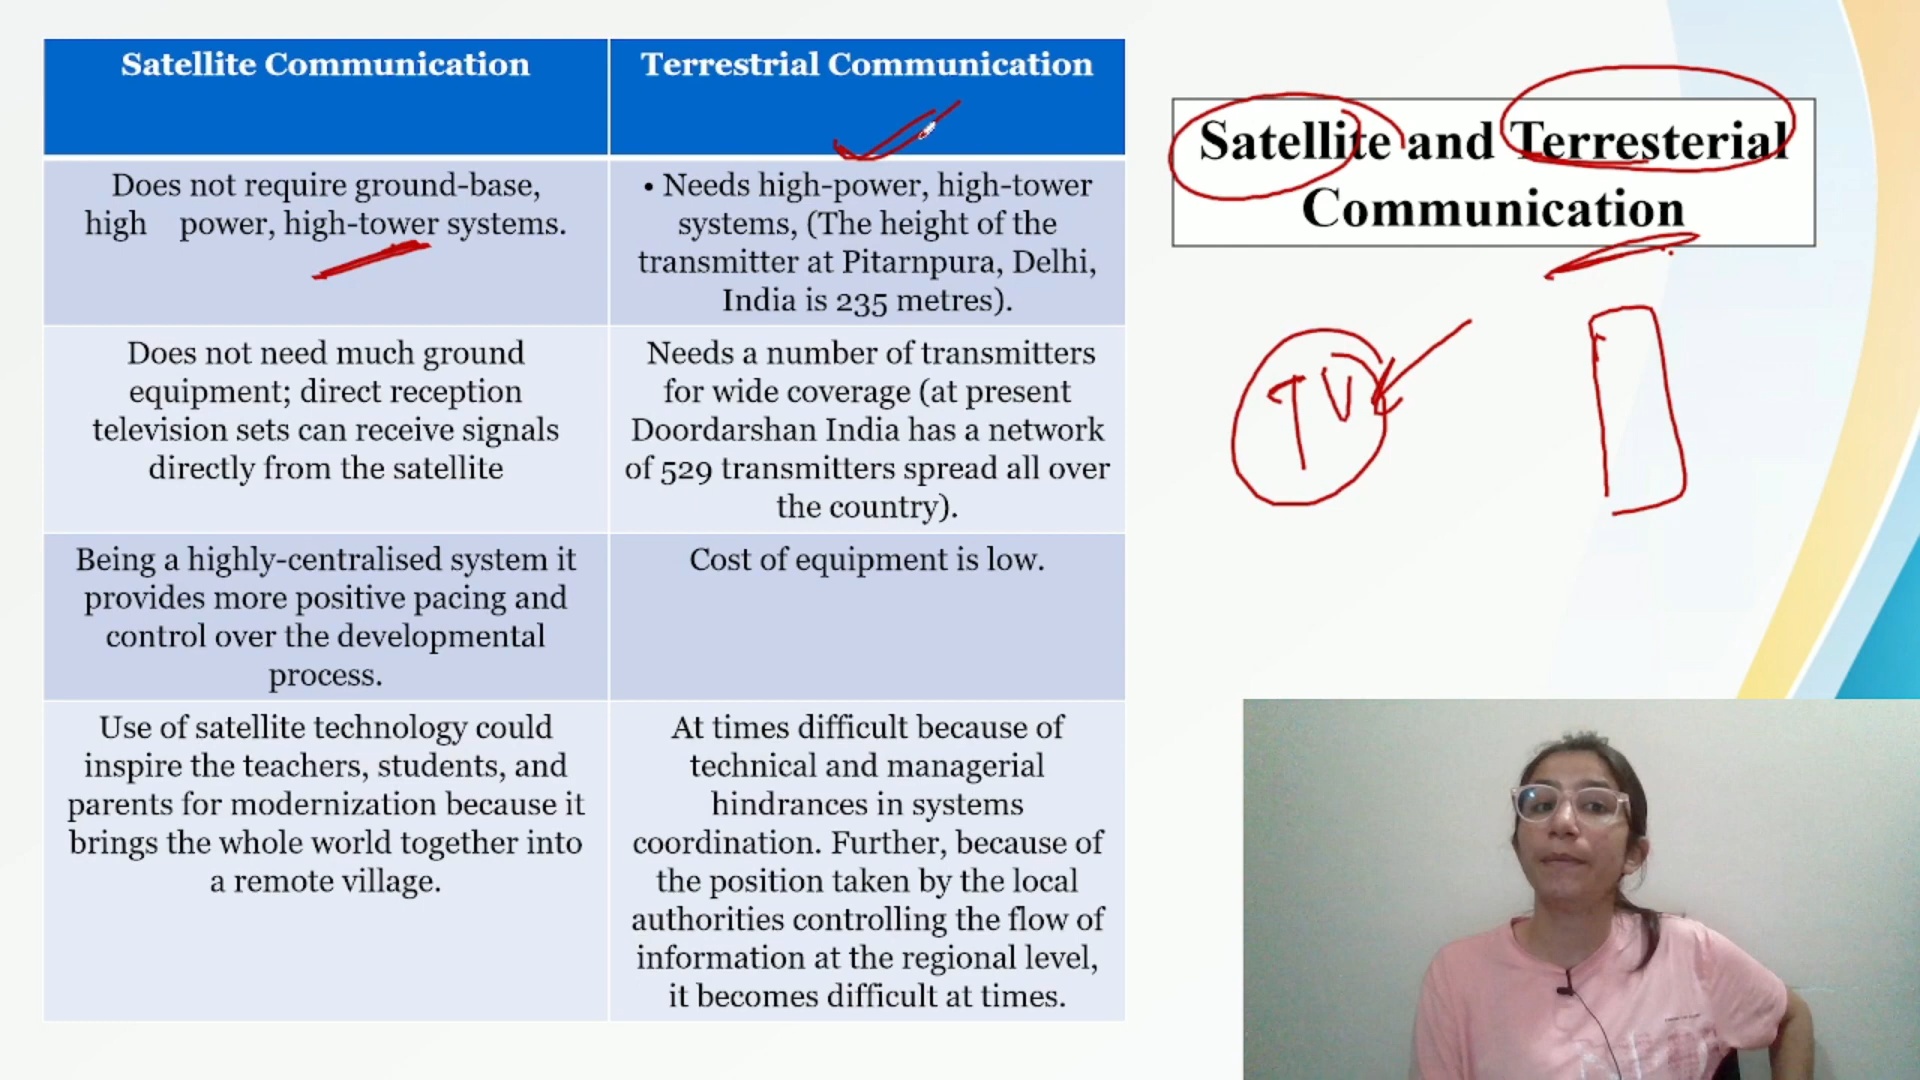 Satellite Communication
Terrestrial Communication
Does not require ground-base,
high power, high-tower systems.
• Needs high-power, high-tower
systems, (The height of the
transmitter at Pitarnpura, Delhi,
India is 235 metres).
Does not need much ground
equipment; direct reception
television sets can receive signals
directly from the satellite
Needs a number of transmitters
for wide coverage (at present
Doordarshan India has a network
of 529 transmitters spread all over
the country).
Being a highly-centralised system it
provides more positive pacing and
control over the developmental
process.
Cost of equipment is low.
Use of satellite technology could
inspire the teachers, students, and
parents for modernization because it
brings the whole world together into
a remote village.
At times difficult because of
technical and managerial
hindrances in systems
coordination. Further, because of
the position taken by the local
authorities controlling the flow of
information at the regional level,
it becomes difficult at times.
Satellite and Terresterial
Communication
TV